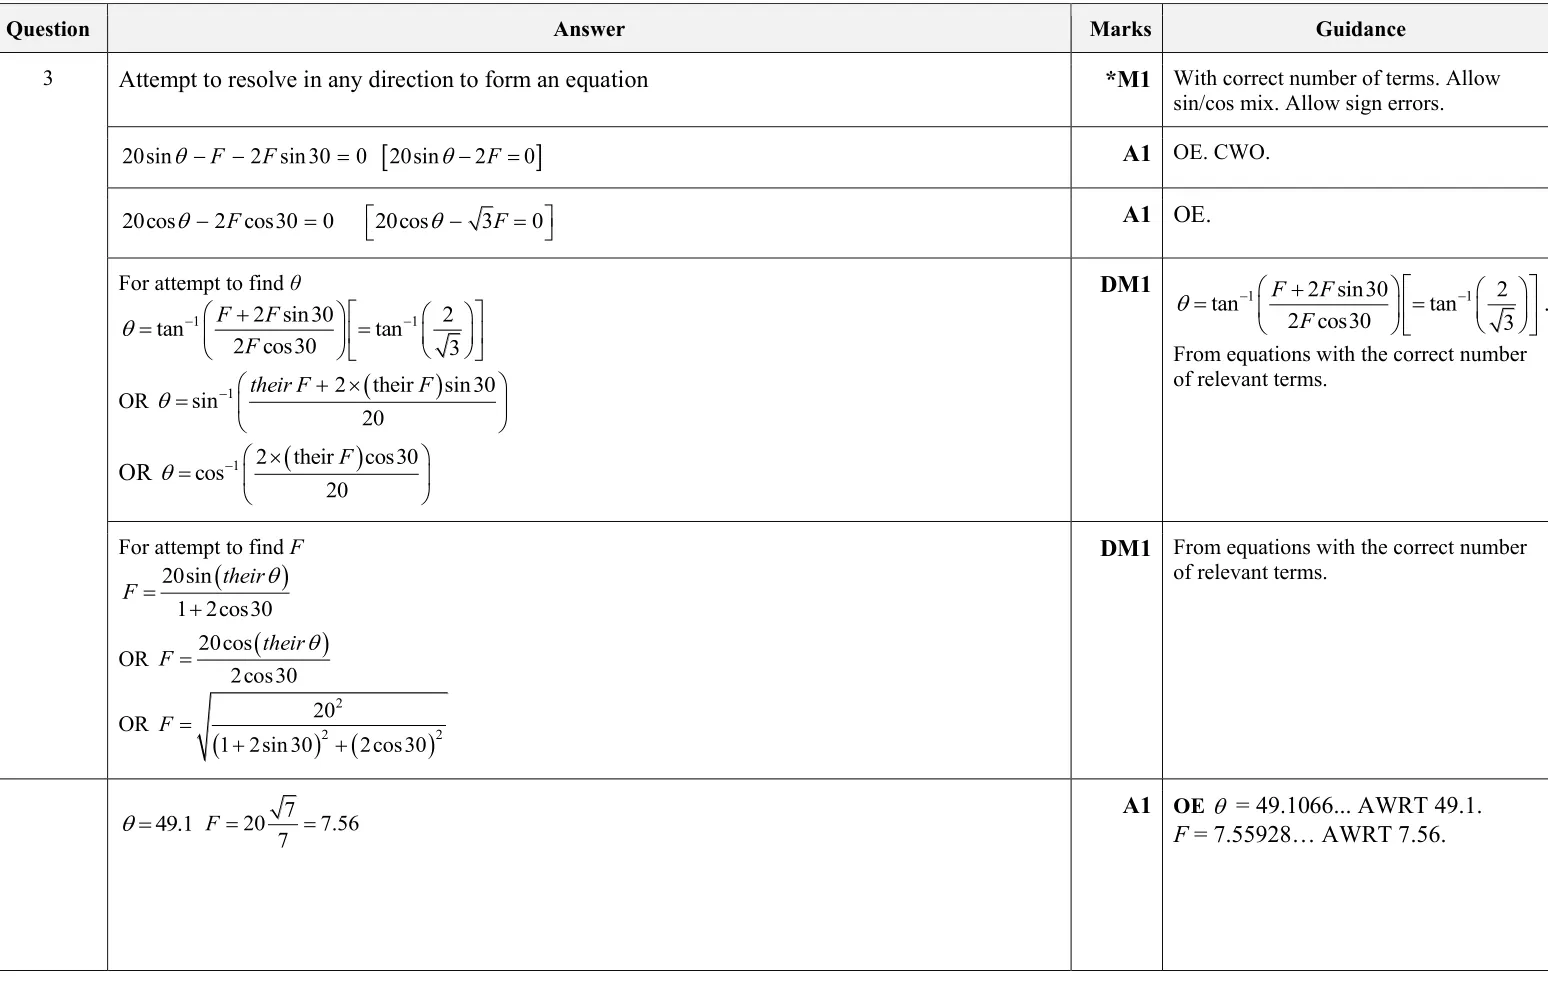 Question Answer Marks Guidance
3 Attempt to resolve in any direction to form an equation *M1 With correct number of terms. Allow
sin/cos mix. Allow sign errors.
20sin θ − F − 2F sin 30 = 0 [20sin θ − 2F = 0] A1 OE. CWO.
20cos θ − 2F cos 30 = 0 [20cos θ − √3F = 0] A1 OE.
For attempt to find θ DM1
θ = tan⁻¹((F + 2F sin 30)/(2F cos 30)) [= tan⁻¹(2/√3)]
OR θ = sin⁻¹((their F + 2 × (their F) sin 30)/20)
OR θ = cos⁻¹((2 × (their F) cos 30)/20)
θ = tan⁻¹((F + 2F sin 30)/(2F cos 30)) [= tan⁻¹(2/√3)].
From equations with the correct number
of relevant terms.
For attempt to find F DM1 From equations with the correct number
of relevant terms.
F = 20sin(their θ)/(1 + 2cos 30)
OR F = 20cos(their θ)/(2cos 30)
OR F = √(20²/((1 + 2sin 30)² + (2cos 30)²))
θ = 49.1 F = 20 √7/7 = 7.56 A1 OE θ = 49.1066... AWRT 49.1.
F = 7.55928… AWRT 7.56.